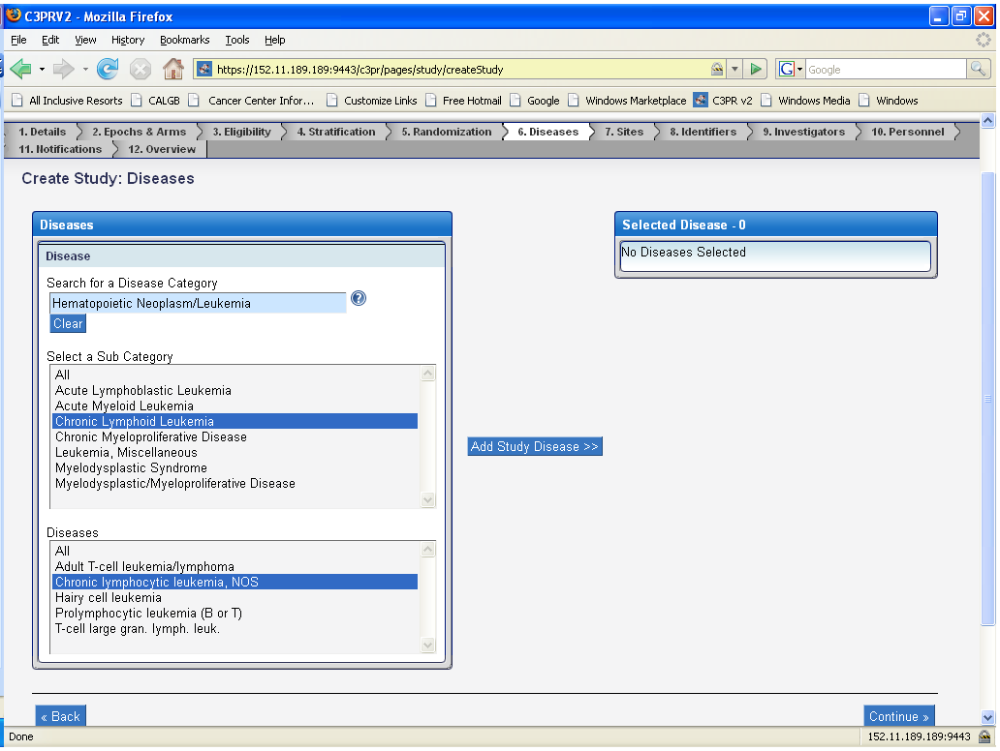 C3PRV2 - Mozilla Firefox
File Edit View History Bookmarks Tools Help
https://152.11.189.189:9443/c3pr/pages/study/createStudy
G Google
All Inclusive Resorts CALGB Cancer Center Infor... Customize Links Free Hotmail Google Windows Marketplace C3PR v2 Windows Media Windows
1. Details 2. Epochs & Arms 3. Eligibility 4. Stratification 5. Randomization 6. Diseases 7. Sites 8. Identifiers 9. Investigators 10. Personnel
11. Notifications 12. Overview
Create Study: Diseases
Diseases
Disease
Search for a Disease Category
Hematopoietic Neoplasm/Leukemia
?
Clear
Select a Sub Category
All
Acute Lymphoblastic Leukemia
Acute Myeloid Leukemia
Chronic Lymphoid Leukemia
Chronic Myeloproliferative Disease
Leukemia, Miscellaneous
Myelodysplastic Syndrome
Myelodysplastic/Myeloproliferative Disease
Diseases
All
Adult T-cell leukemia/lymphoma
Chronic lymphocytic leukemia, NOS
Hairy cell leukemia
Prolymphocytic leukemia (B or T)
T-cell large gran. lymph. leuk.
Add Study Disease >>
Selected Disease - 0
No Diseases Selected
« Back
Continue »
Done
152.11.189.189:9443